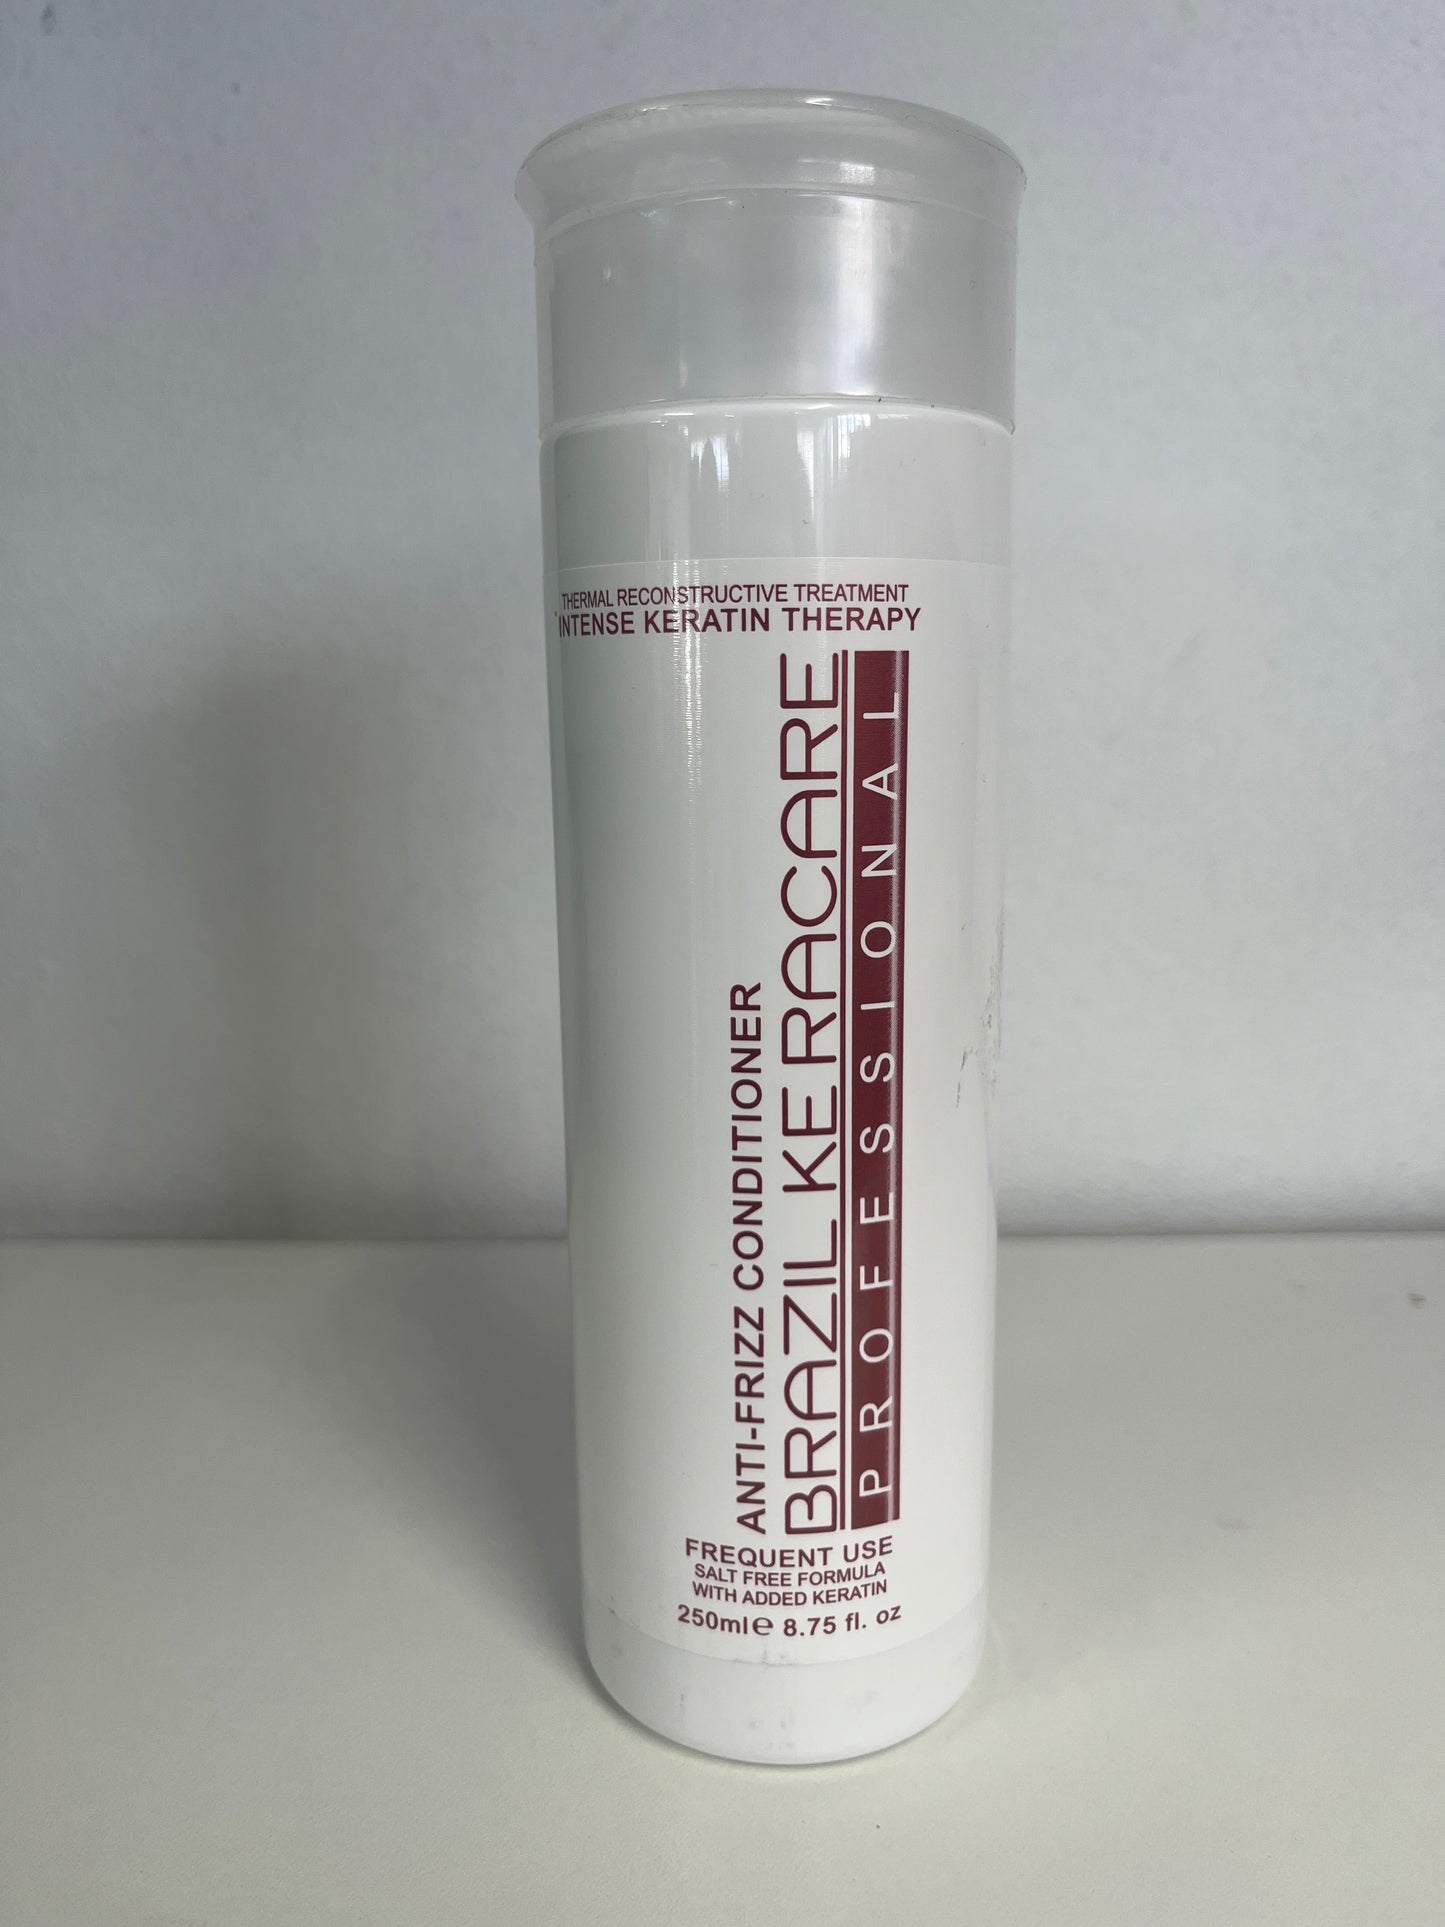 THERMAL RECONSTRUCTIVE TREATMENT
INTENSE KERATIN THERAPY
ANTI-FRIZZ CONDITIONER
BRAZIL KERACARE
PROFESSIONAL
FREQUENT USE
SALT FREE FORMULA
WITH ADDED KERATIN
250ml℮ 8.75 fl. oz